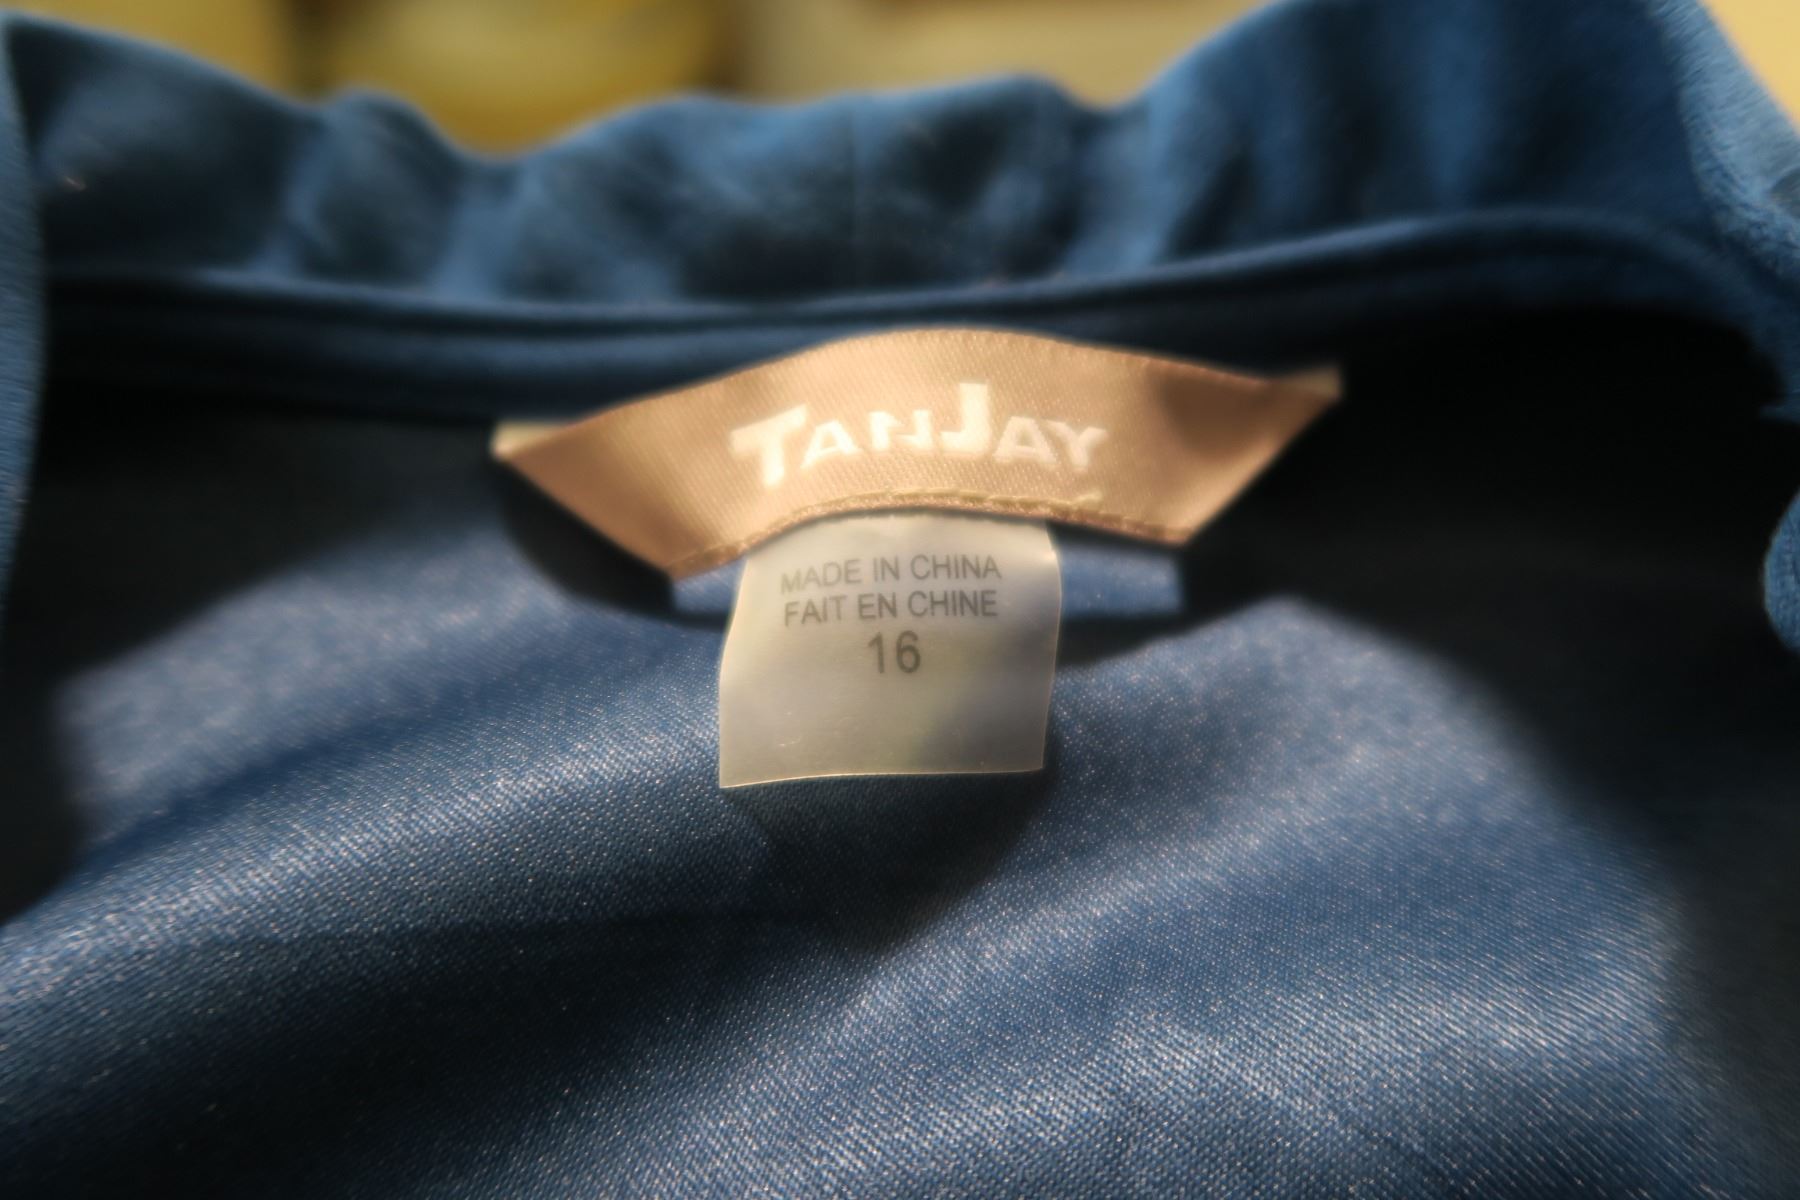 TANJAY
MADE IN CHINA
FAIT EN CHINE
16